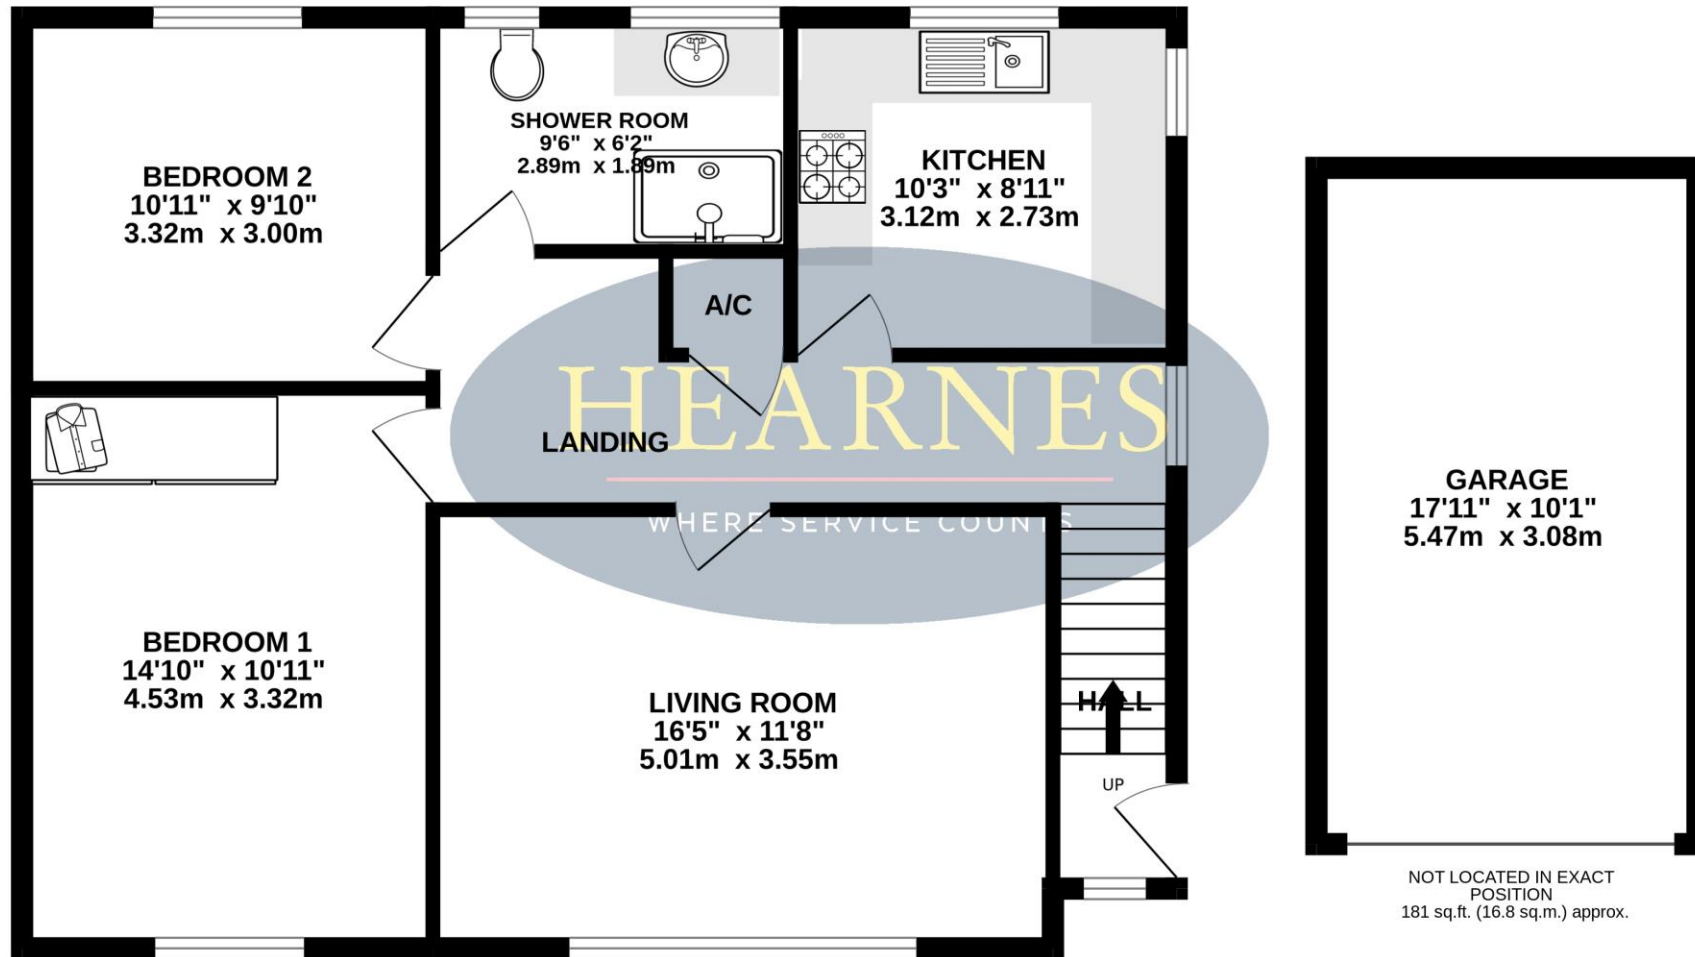 BEDROOM 2
10'11" x 9'10"
3.32m x 3.00m
SHOWER ROOM
9'6" x 6'2"
2.89m x 1.89m
KITCHEN
10'3" x 8'11"
3.12m x 2.73m
A/C
HEARNES
LANDING
WHERE SERVICE COUNTS
BEDROOM 1
14'10" x 10'11"
4.53m x 3.32m
LIVING ROOM
16'5" x 11'8"
5.01m x 3.55m
HALL
UP
GARAGE
17'11" x 10'1"
5.47m x 3.08m
NOT LOCATED IN EXACT
POSITION
181 sq.ft. (16.8 sq.m.) approx.